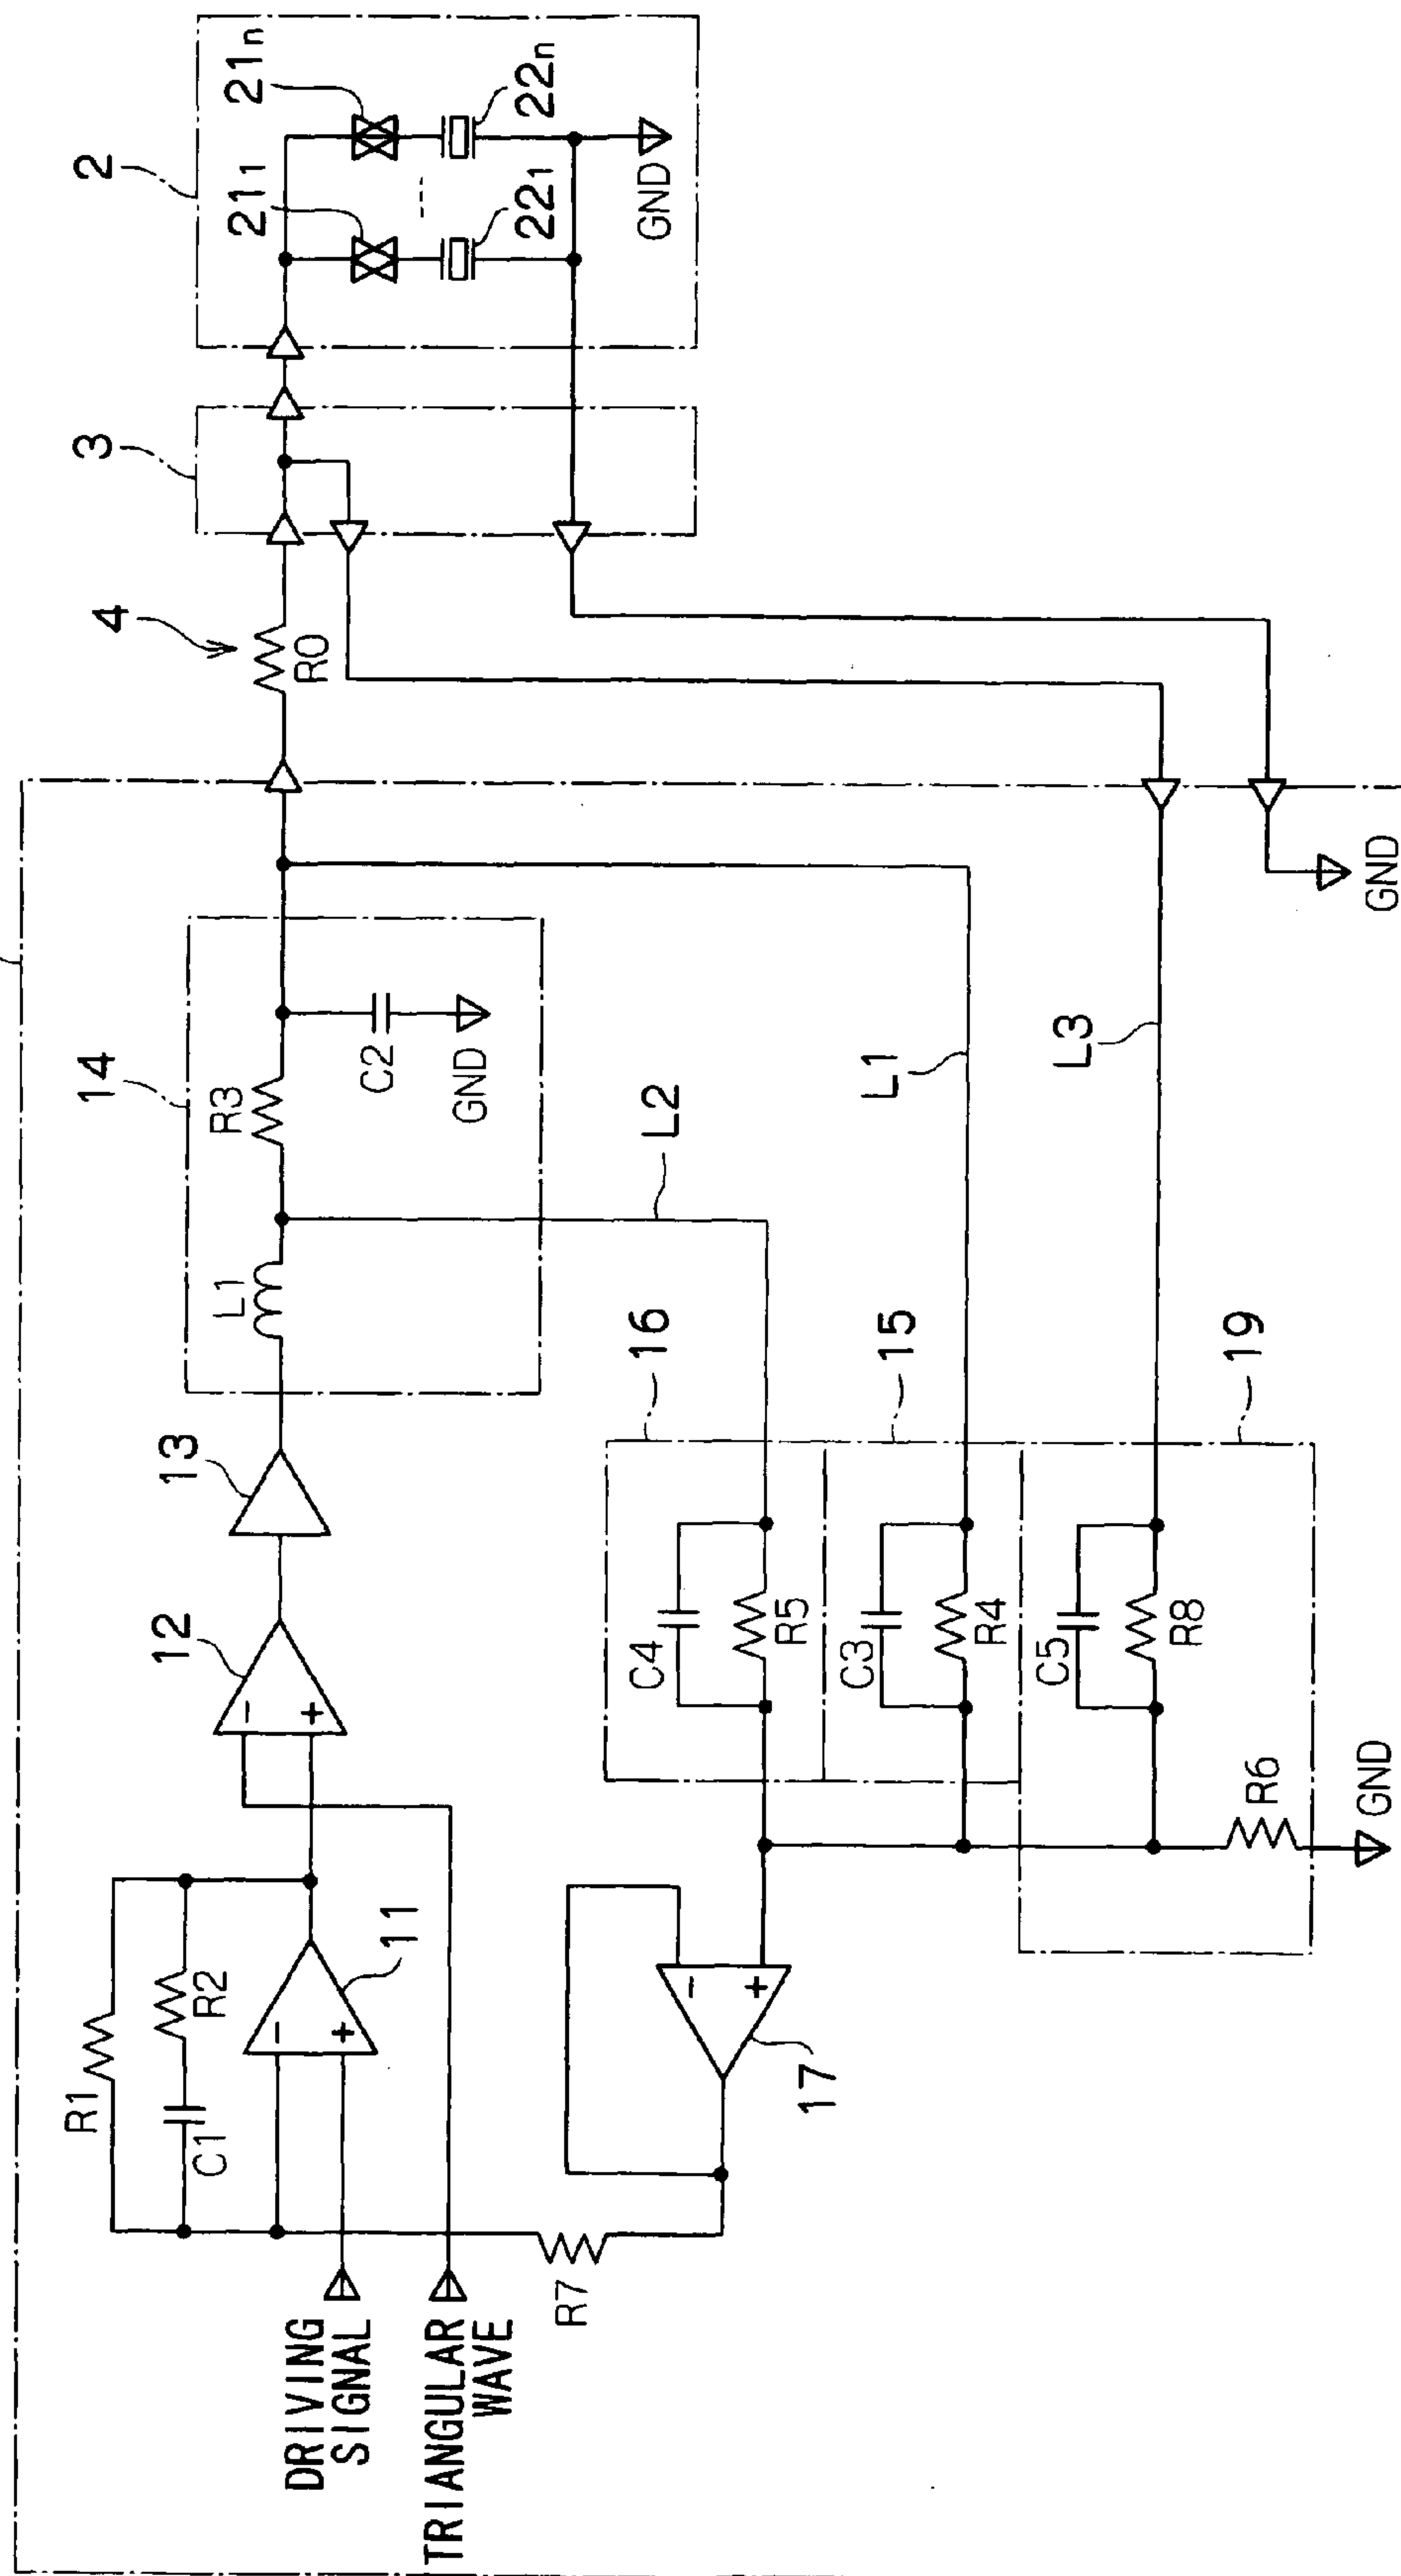 2
21₁
21n
22₁
22n
GND
3
4
R0
14
L1
R3
C2
GND
13
12
−
+
R1
C1
R2
11
−
+
DRIVING
SIGNAL
TRIANGULAR
WAVE
R7
17
−
+
16
C4
R5
L2
15
C3
R4
L1
19
C5
R8
L3
R6
GND
GND